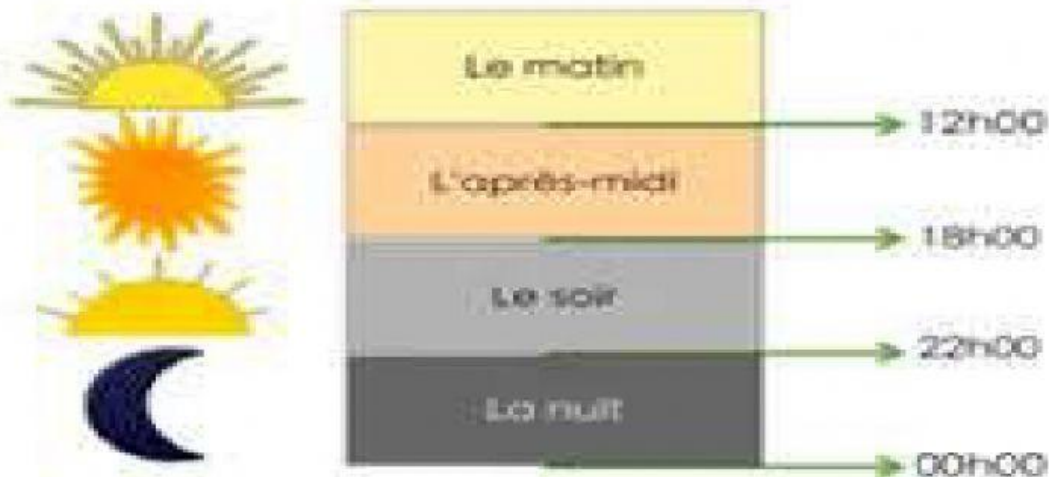 Le matin
12h00
L'après-midi
18h00
Le soir
22h00
La nuit
00h00